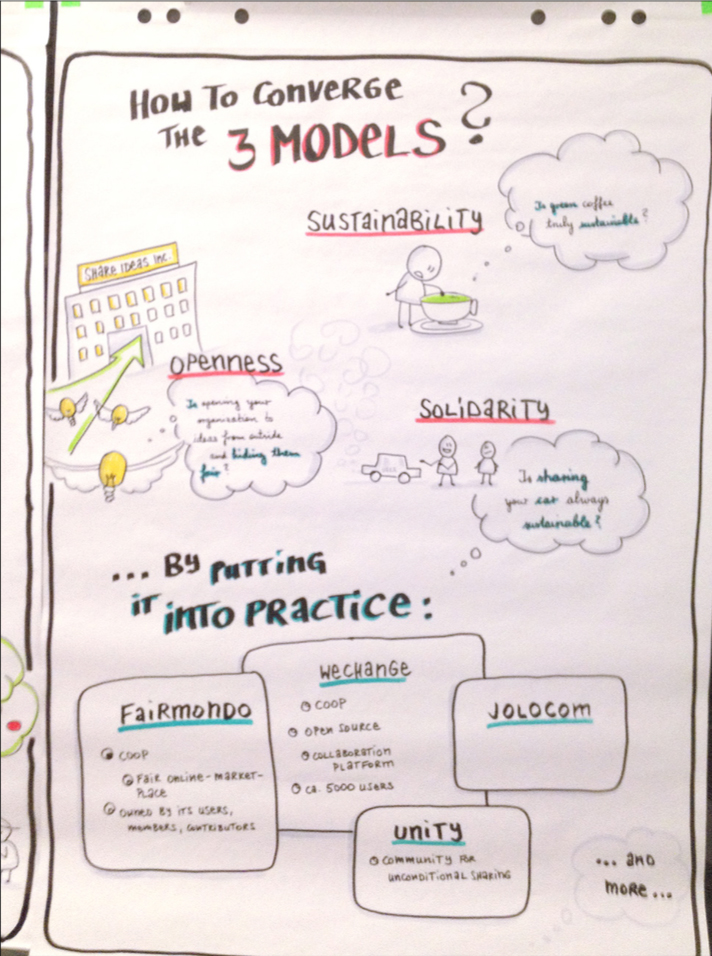 How To Converge
The 3 Models?
Sustainability
Is green coffee
truly sustainable?
Share Ideas Inc.
Openness
Is opening your
organization to
ideas from outside
and hiding them
fair?
Solidarity
Is sharing
your car always
sustainable?
... By putting
it into practice:
Fairmondo
Coop
Fair online-market-
place
owned by its users,
members, contributors
Wechange
Coop
open source
collaboration
platform
ca. 5000 users
Jolocom
Unity
community for
unconditional sharing
... and
more...